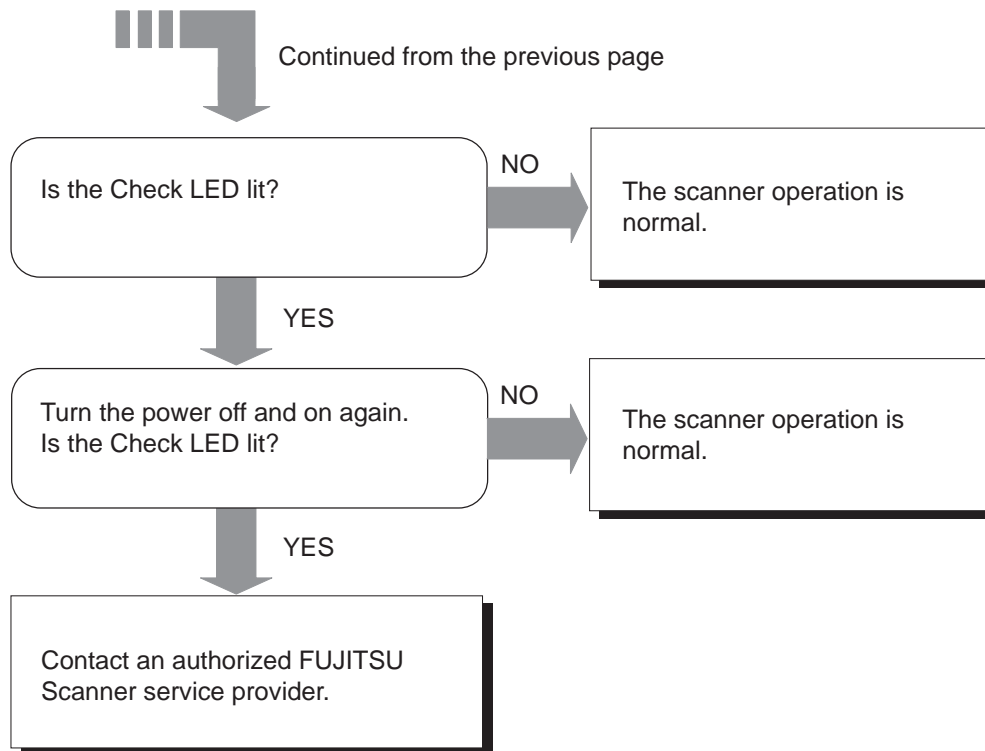 Continued from the previous page
Is the Check LED lit?
NO
The scanner operation is
normal.
YES
Turn the power off and on again.
Is the Check LED lit?
NO
The scanner operation is
normal.
YES
Contact an authorized FUJITSU
Scanner service provider.